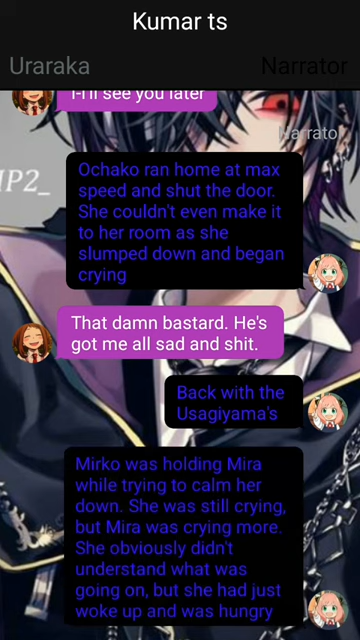 Kumar ts
Uraraka
Narrator
I-I'll see you later
Narrator
IP2_
Ochako ran home at max
speed and shut the door.
She couldn't even make it
to her room as she
slumped down and began
crying
That damn bastard. He's
got me all sad and shit.
Back with the
Usagiyama's
Mirko was holding Mira
while trying to calm her
down. She was still crying,
but Mira was crying more.
She obviously didn't
understand what was
going on, but she had just
woke up and was hungry